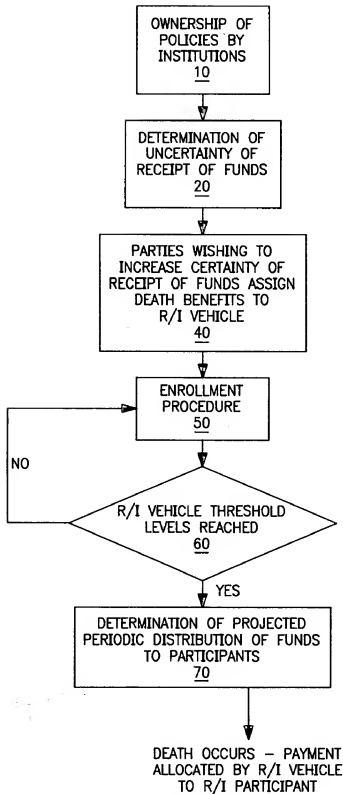 OWNERSHIP OF
POLICIES BY
INSTITUTIONS
10
DETERMINATION OF
UNCERTAINTY OF
RECEIPT OF FUNDS
20
PARTIES WISHING TO
INCREASE CERTAINTY OF
RECEIPT OF FUNDS ASSIGN
DEATH BENEFITS TO
R/I VEHICLE
40
ENROLLMENT
PROCEDURE
50
NO
R/I VEHICLE THRESHOLD
LEVELS REACHED
60
YES
DETERMINATION OF PROJECTED
PERIODIC DISTRIBUTION OF FUNDS
TO PARTICIPANTS
70
DEATH OCCURS – PAYMENT
ALLOCATED BY R/I VEHICLE
TO R/I PARTICIPANT